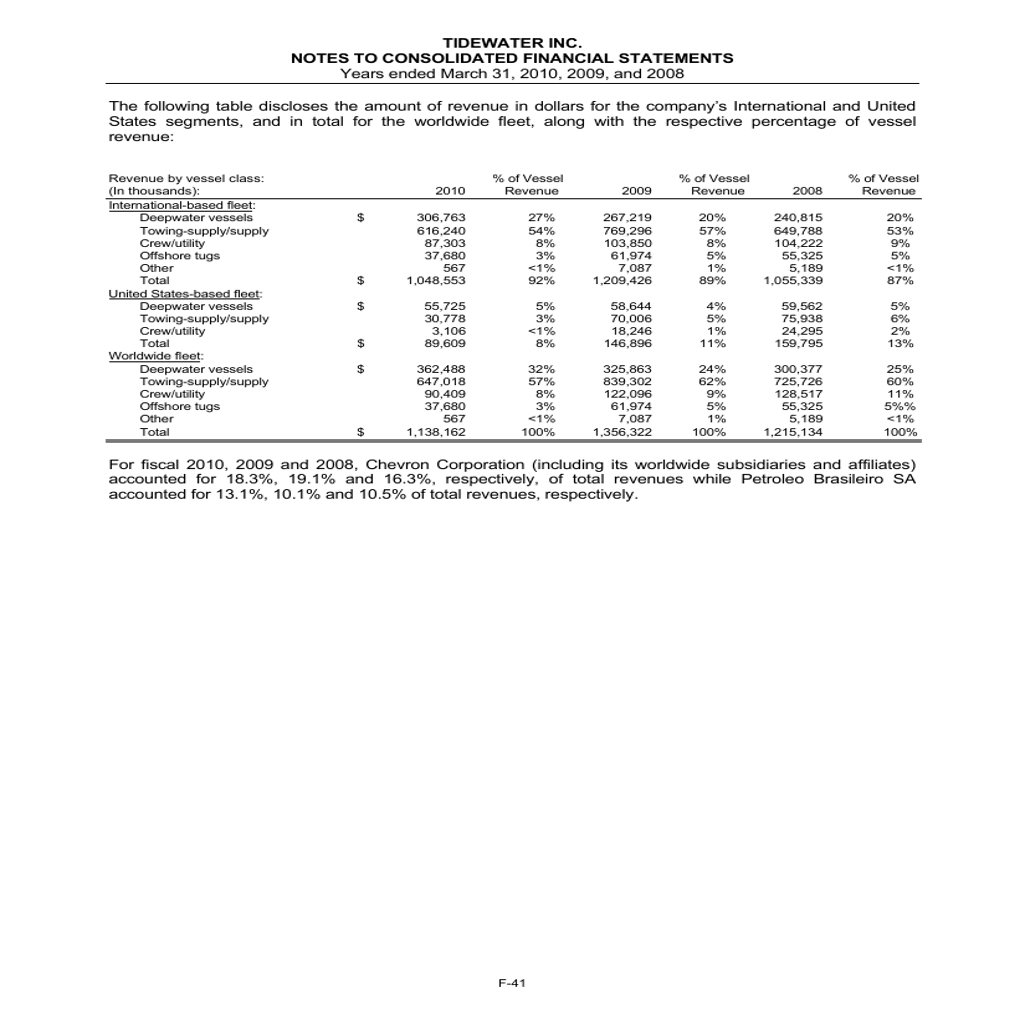 TIDEWATER INC.
NOTES TO CONSOLIDATED FINANCIAL STATEMENTS
Years ended March 31, 2010, 2009, and 2008
The following table discloses the amount of revenue in dollars for the company's International and United
States segments, and in total for the worldwide fleet, along with the respective percentage of vessel
revenue:
Revenue by vessel class: % of Vessel % of Vessel % of Vessel
(In thousands): 2010 Revenue 2009 Revenue 2008 Revenue
International-based fleet:
Deepwater vessels $ 306,763 27% 267,219 20% 240,815 20%
Towing-supply/supply 616,240 54% 769,296 57% 649,788 53%
Crew/utility 87,303 8% 103,850 8% 104,222 9%
Offshore tugs 37,680 3% 61,974 5% 55,325 5%
Other 567 <1% 7,087 1% 5,189 <1%
Total $ 1,048,553 92% 1,209,426 89% 1,055,339 87%
United States-based fleet:
Deepwater vessels $ 55,725 5% 58,644 4% 59,562 5%
Towing-supply/supply 30,778 3% 70,006 5% 75,938 6%
Crew/utility 3,106 <1% 18,246 1% 24,295 2%
Total $ 89,609 8% 146,896 11% 159,795 13%
Worldwide fleet:
Deepwater vessels $ 362,488 32% 325,863 24% 300,377 25%
Towing-supply/supply 647,018 57% 839,302 62% 725,726 60%
Crew/utility 90,409 8% 122,096 9% 128,517 11%
Offshore tugs 37,680 3% 61,974 5% 55,325 5%%
Other 567 <1% 7,087 1% 5,189 <1%
Total $ 1,138,162 100% 1,356,322 100% 1,215,134 100%
For fiscal 2010, 2009 and 2008, Chevron Corporation (including its worldwide subsidiaries and affiliates)
accounted for 18.3%, 19.1% and 16.3%, respectively, of total revenues while Petroleo Brasileiro SA
accounted for 13.1%, 10.1% and 10.5% of total revenues, respectively.
F-41